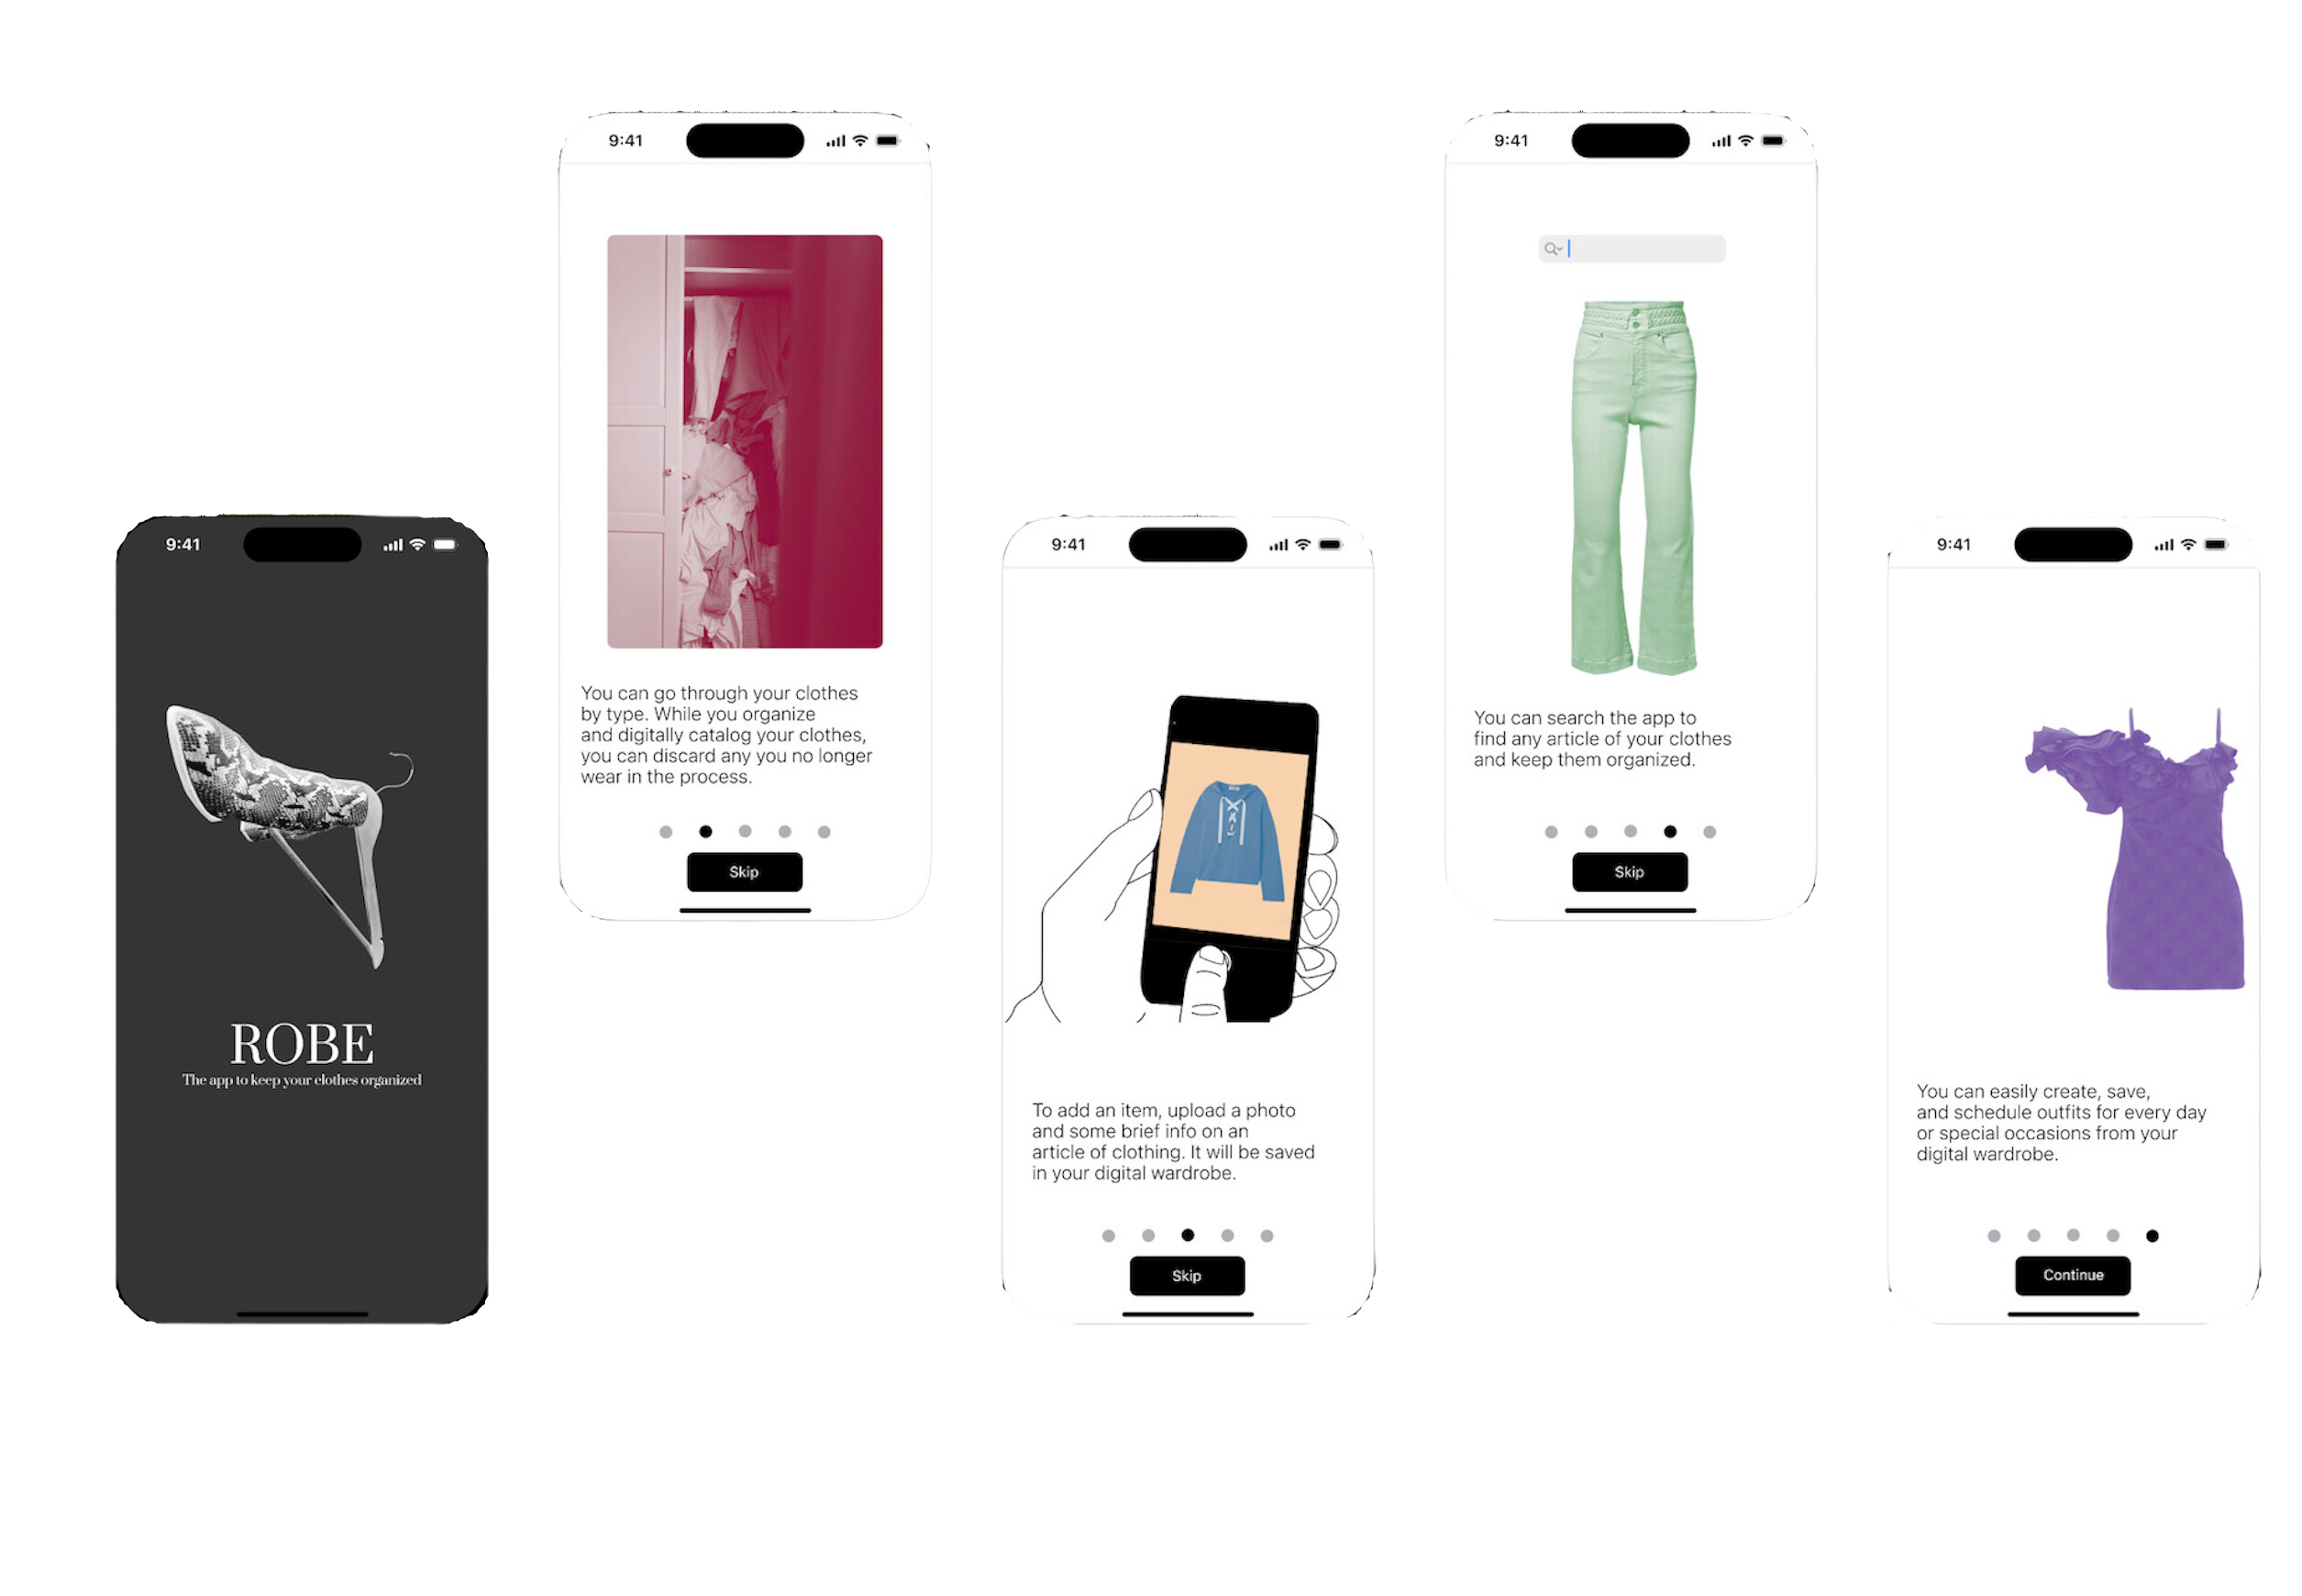 9:41
ROBE
The app to keep your clothes organized
9:41
You can go through your clothes
by type. While you organize
and digitally catalog your clothes,
you can discard any you no longer
wear in the process.
Skip
9:41
To add an item, upload a photo
and some brief info on an
article of clothing. It will be saved
in your digital wardrobe.
Skip
9:41
You can search the app to
find any article of your clothes
and keep them organized.
Skip
9:41
You can easily create, save,
and schedule outfits for every day
or special occasions from your
digital wardrobe.
Continue